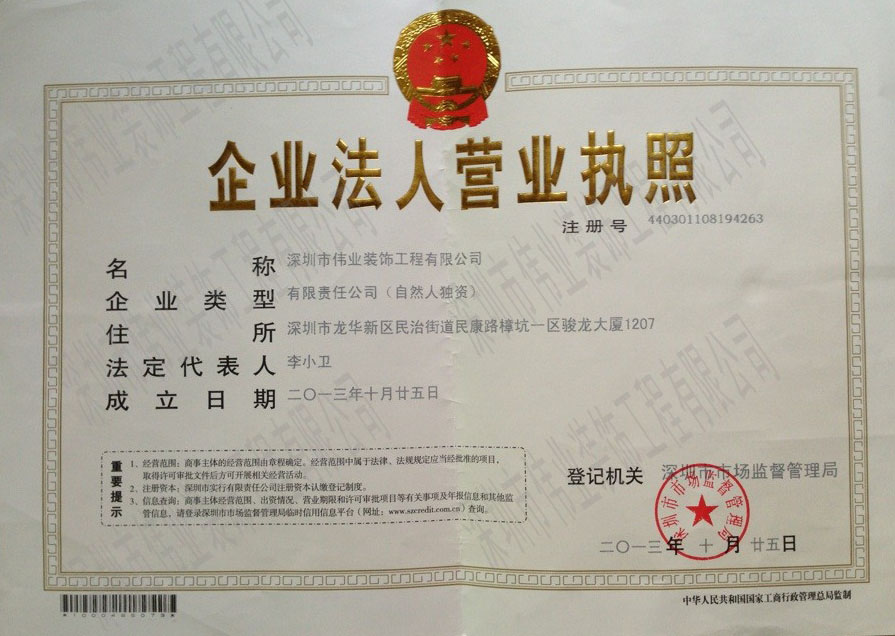 企业法人营业执照
注册号 440301108194263
名称 深圳市伟业装饰工程有限公司
企业类型 有限责任公司（自然人独资）
住所 深圳市龙华新区民治街道民康路樟坑一区骏龙大厦1207
法定代表人 李小卫
成立日期 二〇一三年十月廿五日
重要提示
1、经营范围：商事主体的经营范围由章程确定。经营范围中属于法律、法规规定应当经批准的项目，
取得许可审批文件后方可开展相关经营活动。
2、注册资本：深圳市实行有限责任公司注册资本认缴登记制度。
3、信息查询：商事主体经营范围、出资情况、营业期限和许可审批项目等有关事项及年报信息和其他监
管信息，请登录深圳市市场监督管理局临时信用信息平台（网址：www.szcredit.com.cn）查询。
登记机关 深圳市市场监督管理局
深圳市市场监督管理局
二〇一三年十月廿五日
中华人民共和国国家工商行政管理总局监制